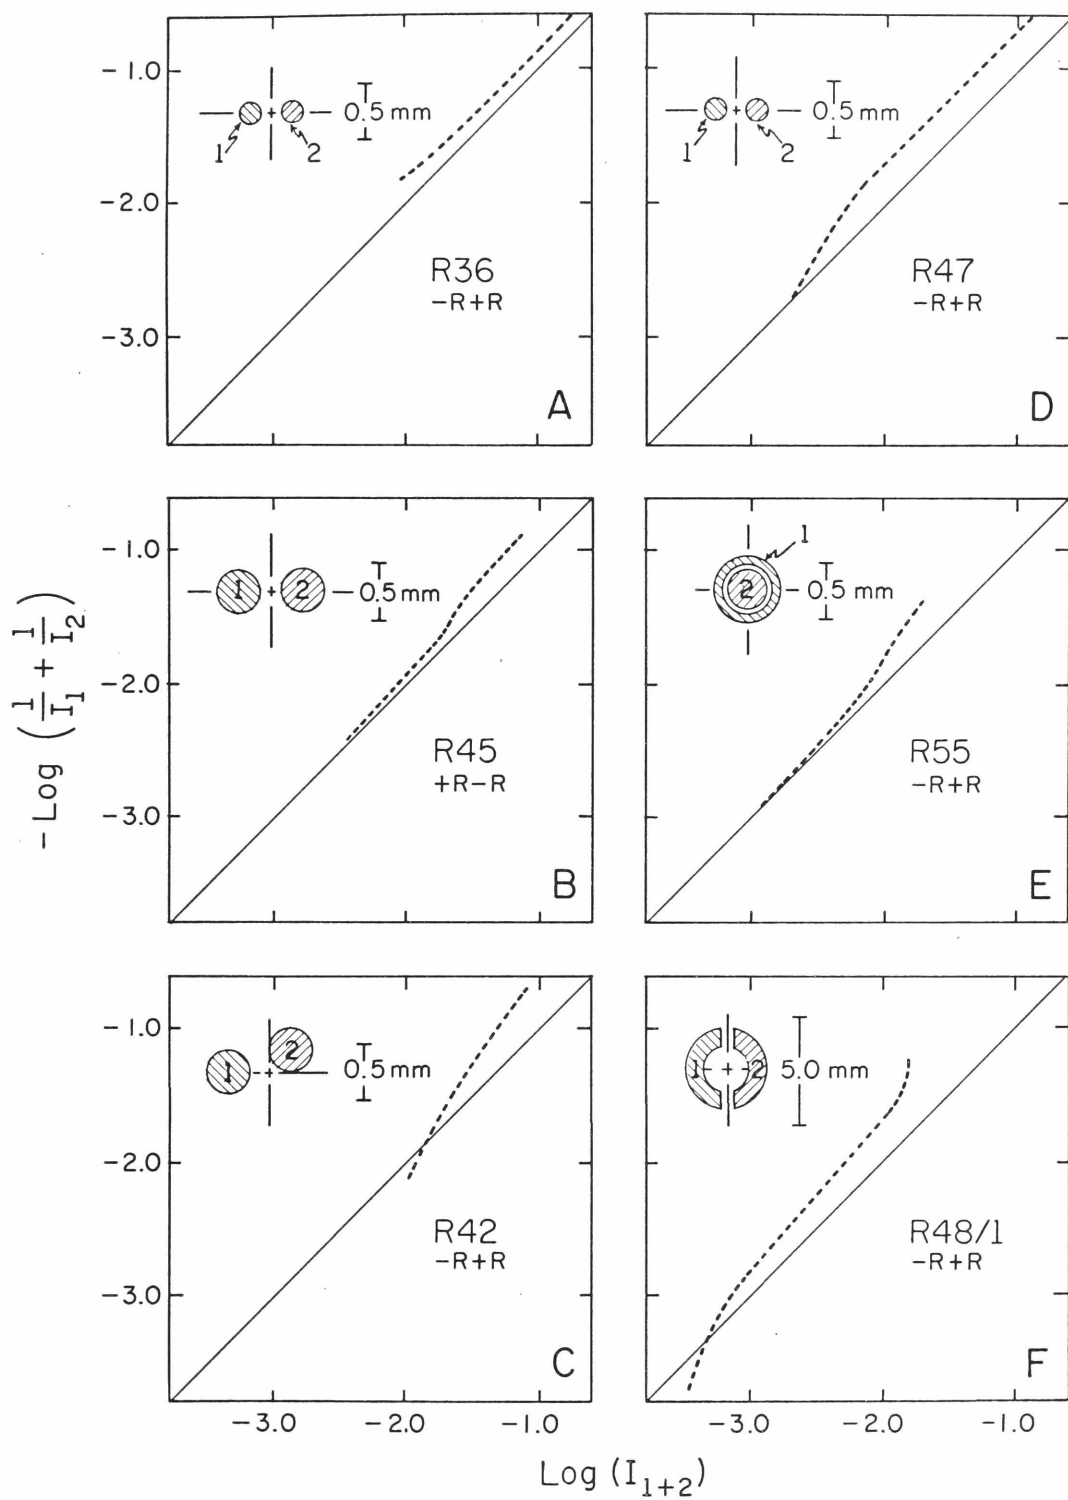 -Log (1/I1 + 1/I2)
-1.0
-2.0
-3.0
1
2
0.5 mm
R36
-R+R
A
1
2
0.5 mm
R47
-R+R
D
-1.0
-2.0
-3.0
1
2
0.5 mm
R45
+R-R
B
1
2
0.5 mm
R55
-R+R
E
-1.0
-2.0
-3.0
1
2
0.5 mm
R42
-R+R
C
1
2
5.0 mm
R48/1
-R+R
F
-3.0 -2.0 -1.0
-3.0 -2.0 -1.0
Log (I1+2)